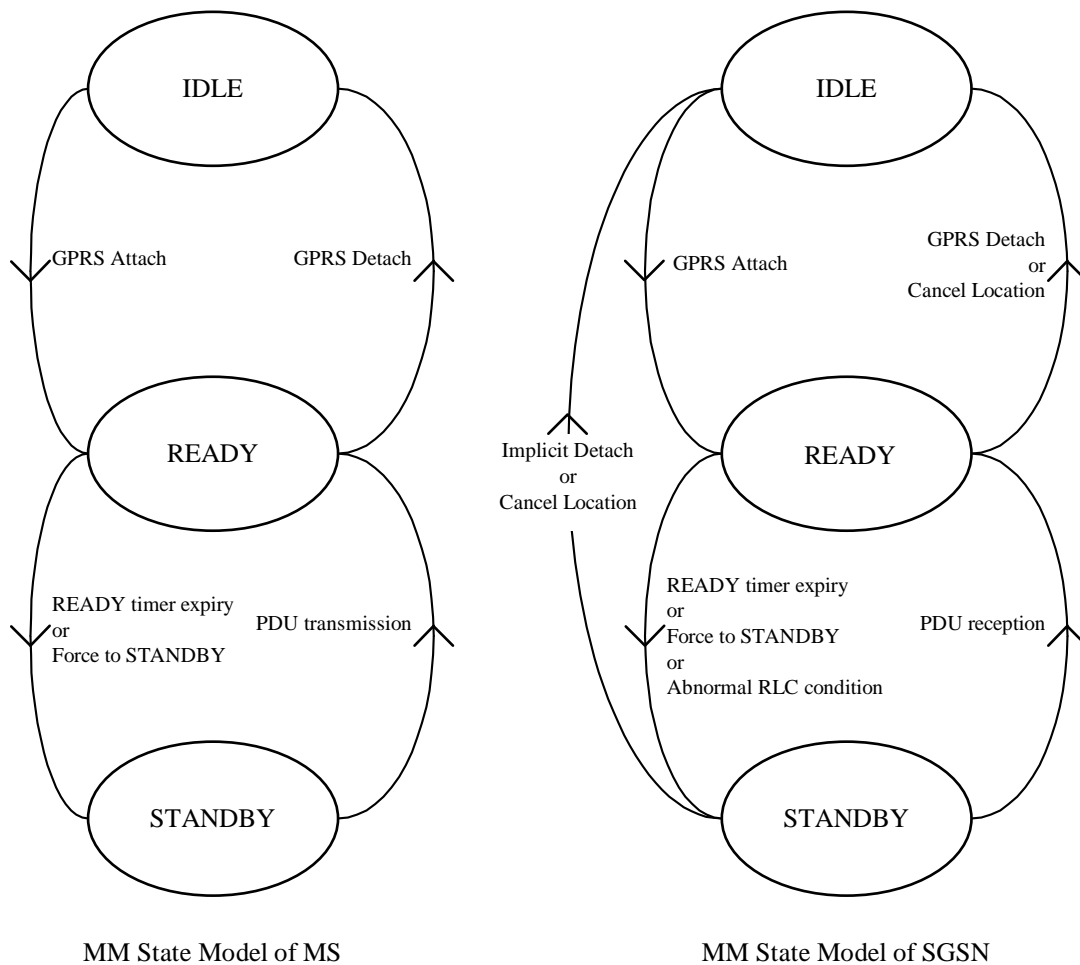 IDLE
GPRS Attach
GPRS Detach
READY
READY timer expiry
or
Force to STANDBY
PDU transmission
STANDBY
MM State Model of MS
IDLE
GPRS Attach
GPRS Detach
or
Cancel Location
Implicit Detach
or
Cancel Location
READY
READY timer expiry
or
Force to STANDBY
or
Abnormal RLC condition
PDU reception
STANDBY
MM State Model of SGSN